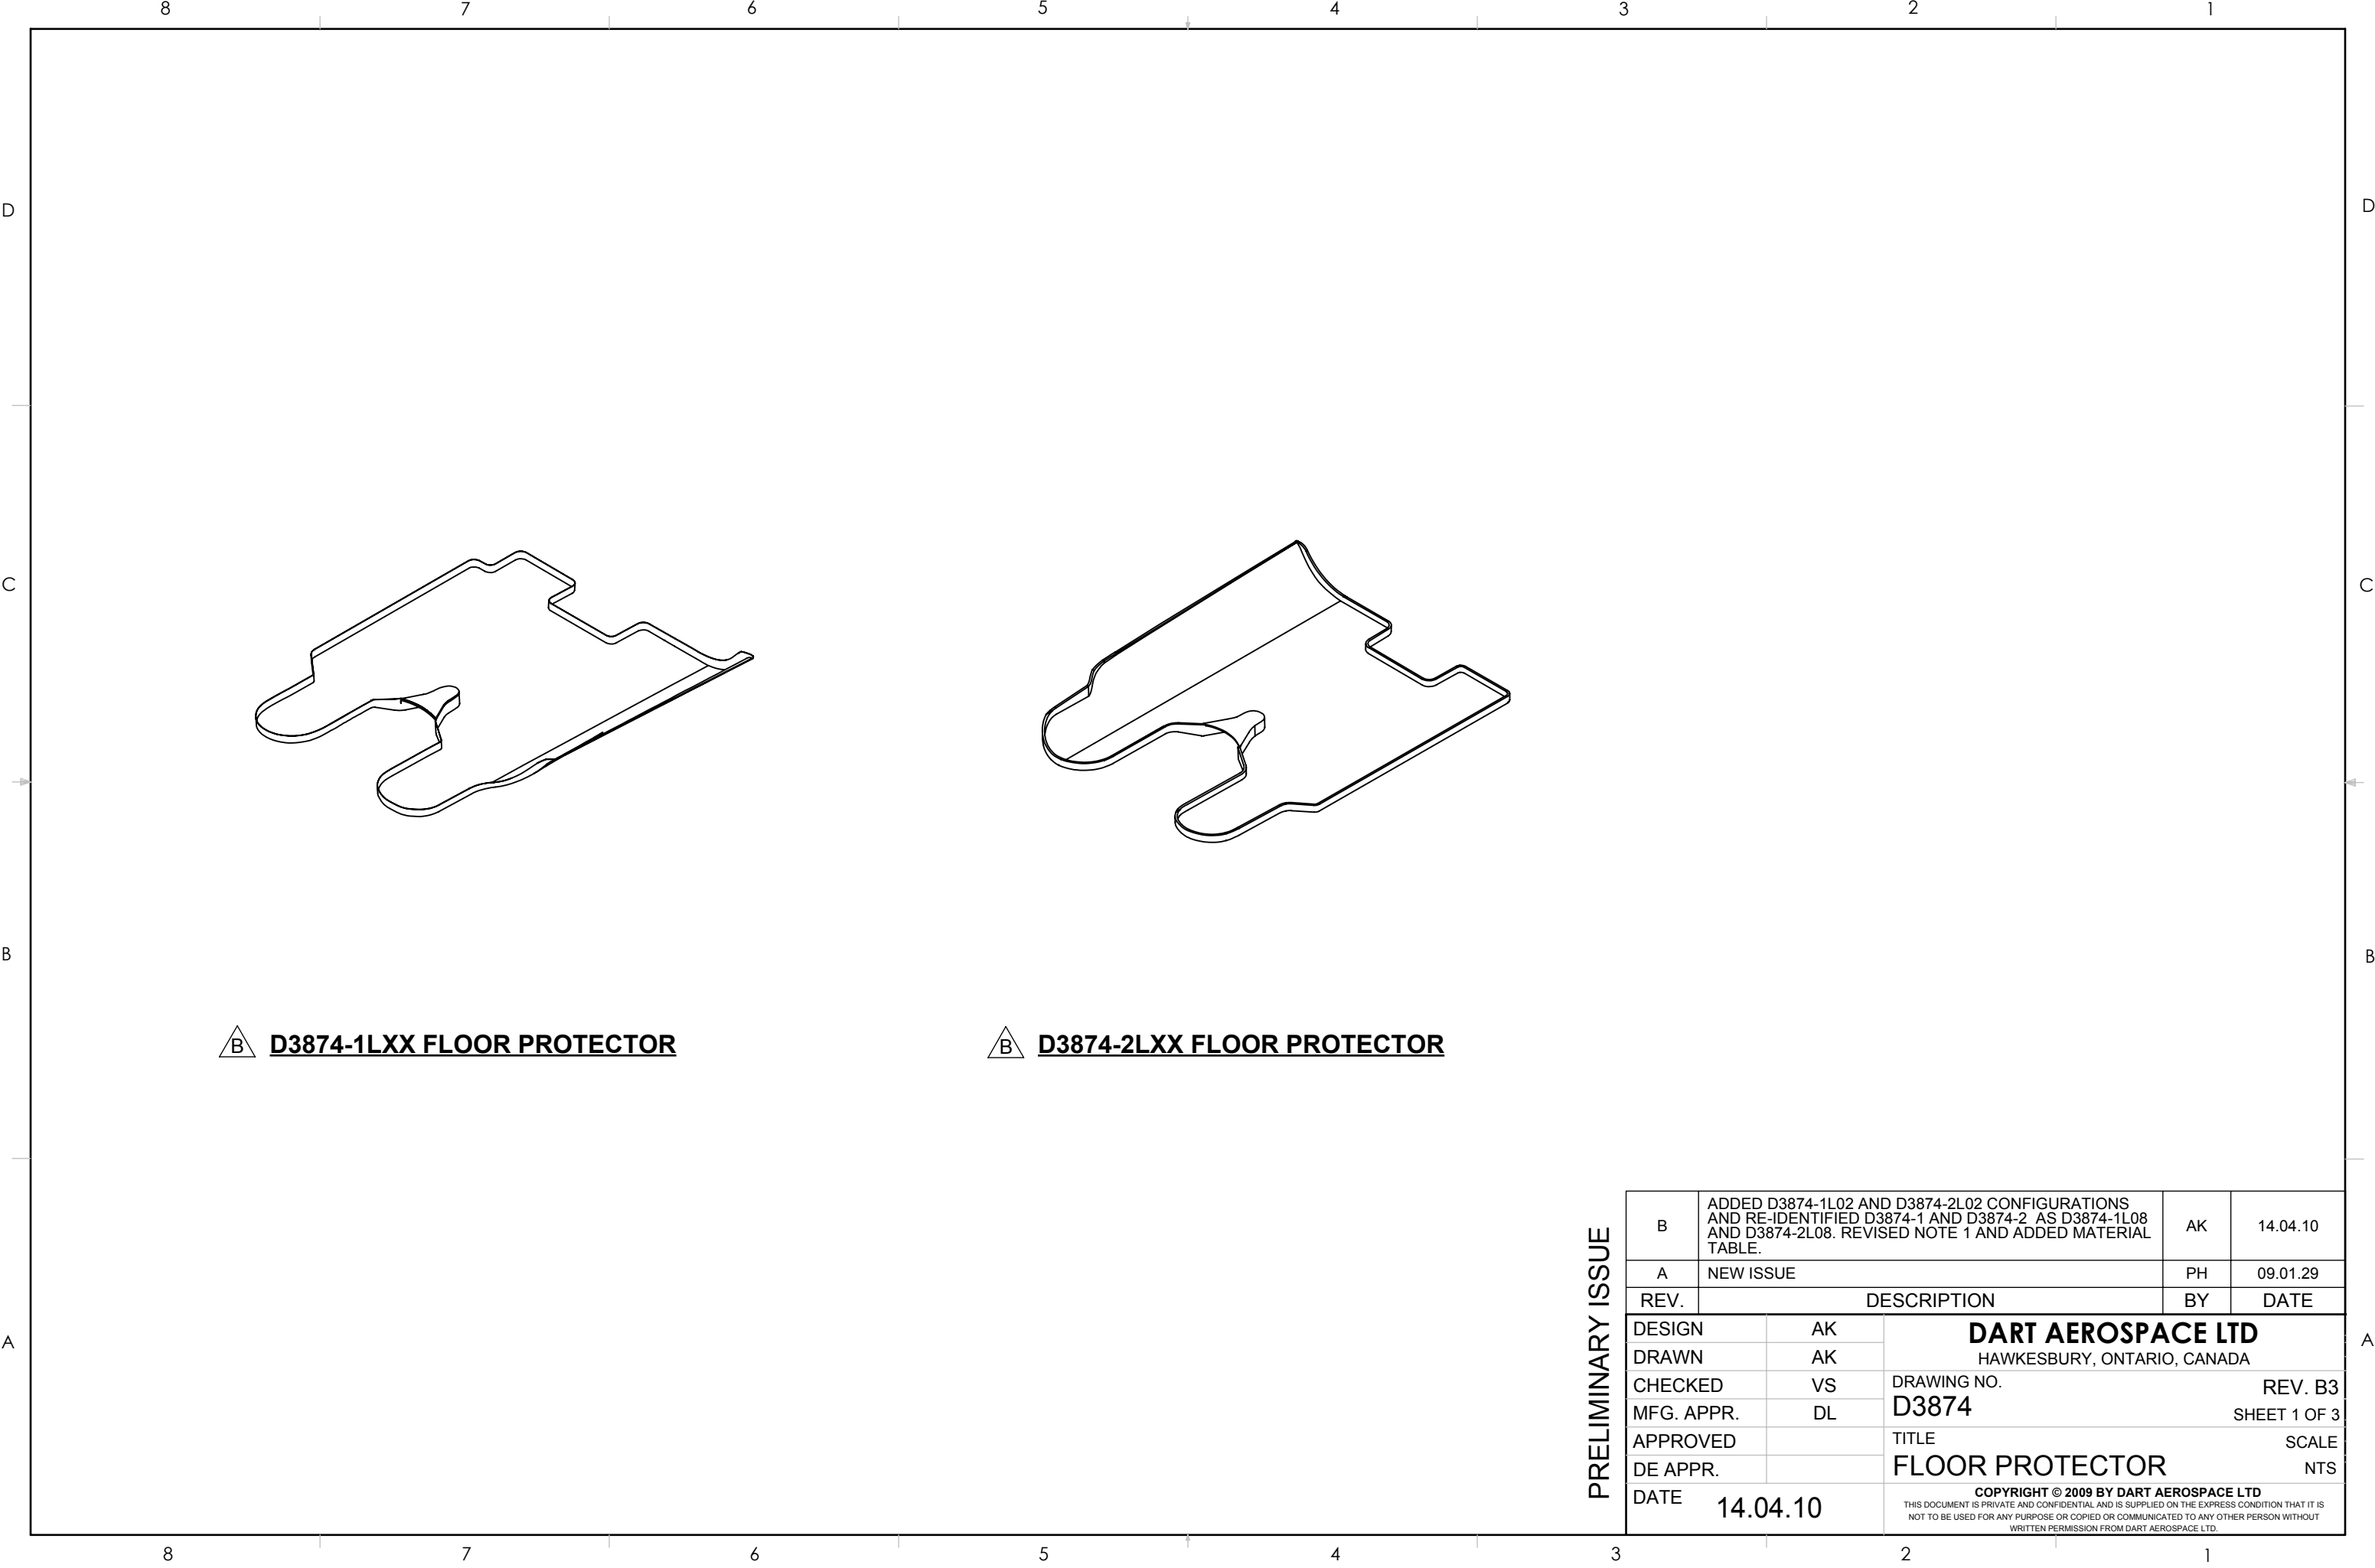 8 7 6 5 4 3 2 1
D D
C C
B B
A A
B D3874-1LXX FLOOR PROTECTOR
B D3874-2LXX FLOOR PROTECTOR
PRELIMINARY ISSUE
B
ADDED D3874-1L02 AND D3874-2L02 CONFIGURATIONS
AND RE-IDENTIFIED D3874-1 AND D3874-2 AS D3874-1L08
AND D3874-2L08. REVISED NOTE 1 AND ADDED MATERIAL
TABLE.
AK 14.04.10
A NEW ISSUE PH 09.01.29
REV. DESCRIPTION BY DATE
DESIGN AK
DRAWN AK
CHECKED VS
MFG. APPR. DL
APPROVED
DE APPR.
DATE 14.04.10
DART AEROSPACE LTD
HAWKESBURY, ONTARIO, CANADA
DRAWING NO. REV. B3
D3874 SHEET 1 OF 3
TITLE SCALE
FLOOR PROTECTOR NTS
COPYRIGHT © 2009 BY DART AEROSPACE LTD
THIS DOCUMENT IS PRIVATE AND CONFIDENTIAL AND IS SUPPLIED ON THE EXPRESS CONDITION THAT IT IS
NOT TO BE USED FOR ANY PURPOSE OR COPIED OR COMMUNICATED TO ANY OTHER PERSON WITHOUT
WRITTEN PERMISSION FROM DART AEROSPACE LTD.
8 7 6 5 4 3 2 1